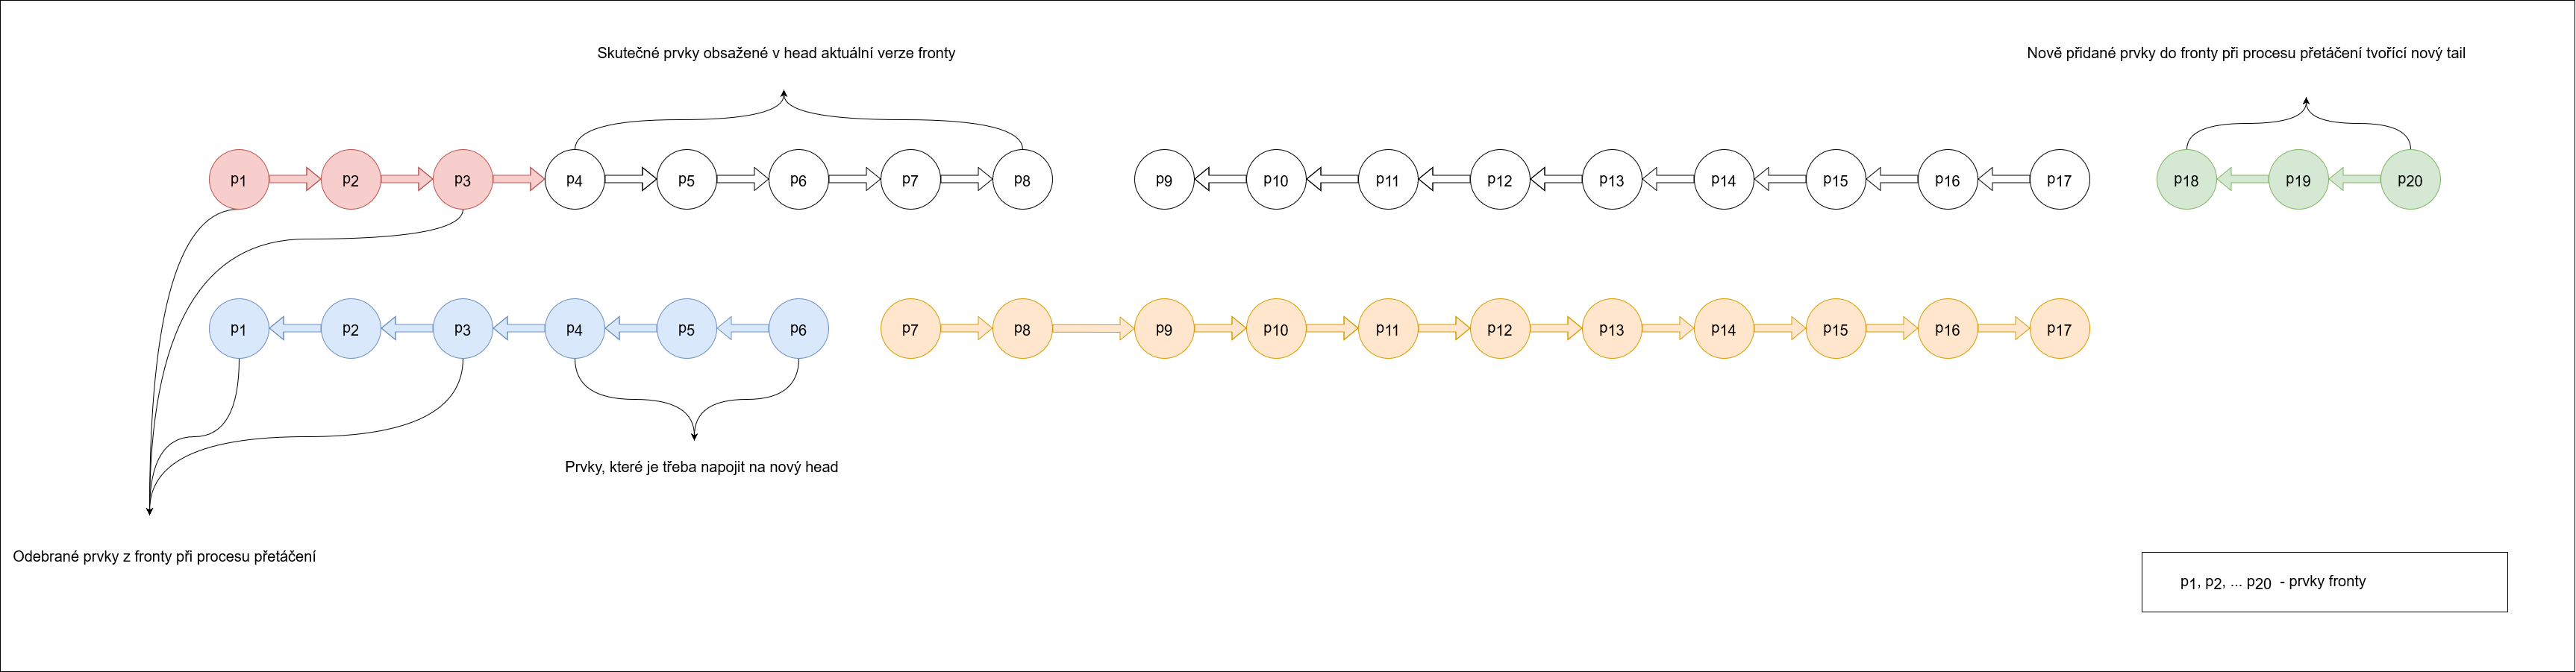 Skutečné prvky obsažené v head aktuální verze fronty
Nově přidané prvky do fronty při procesu přetáčení tvořící nový tail
p1 p2 p3 p4 p5 p6 p7 p8 p9 p10 p11 p12 p13 p14 p15 p16 p17 p18 p19 p20
p1 p2 p3 p4 p5 p6 p7 p8 p9 p10 p11 p12 p13 p14 p15 p16 p17
Prvky, které je třeba napojit na nový head
Odebrané prvky z fronty při procesu přetáčení
p1, p2, ... p20 - prvky fronty